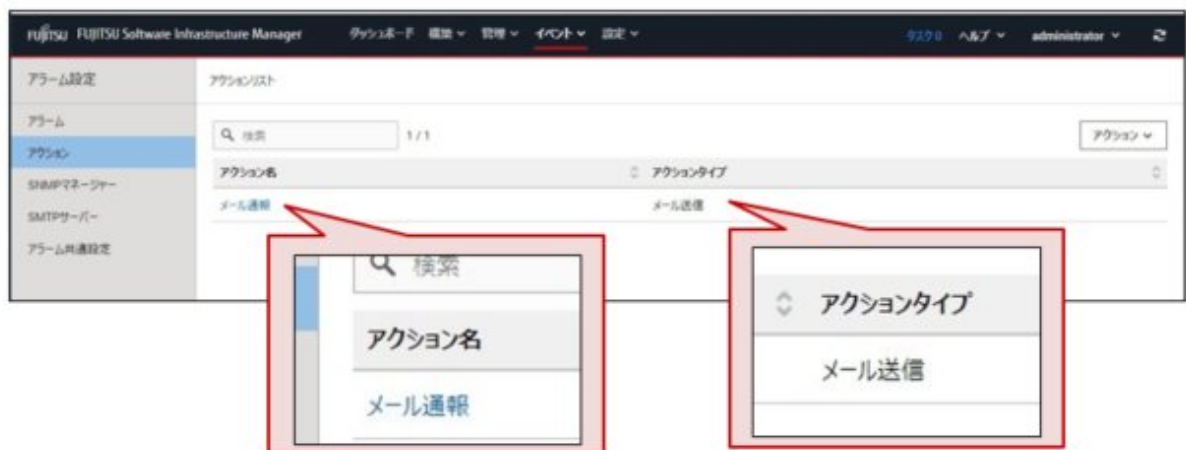 FUJITSU FUJITSU Software Infrastructure Manager ダッシュボード 構築 管理 イベント 設定 タスク 0 ヘルプ administrator
アラーム設定 アクションリスト
アラーム
検索 1 / 1 アクション
アクション
アクション名 アクションタイプ
SNMPマネージャー
メール通報 メール送信
SMTPサーバー
アラーム共通設定
検索
アクション名
メール通報
アクションタイプ
メール送信